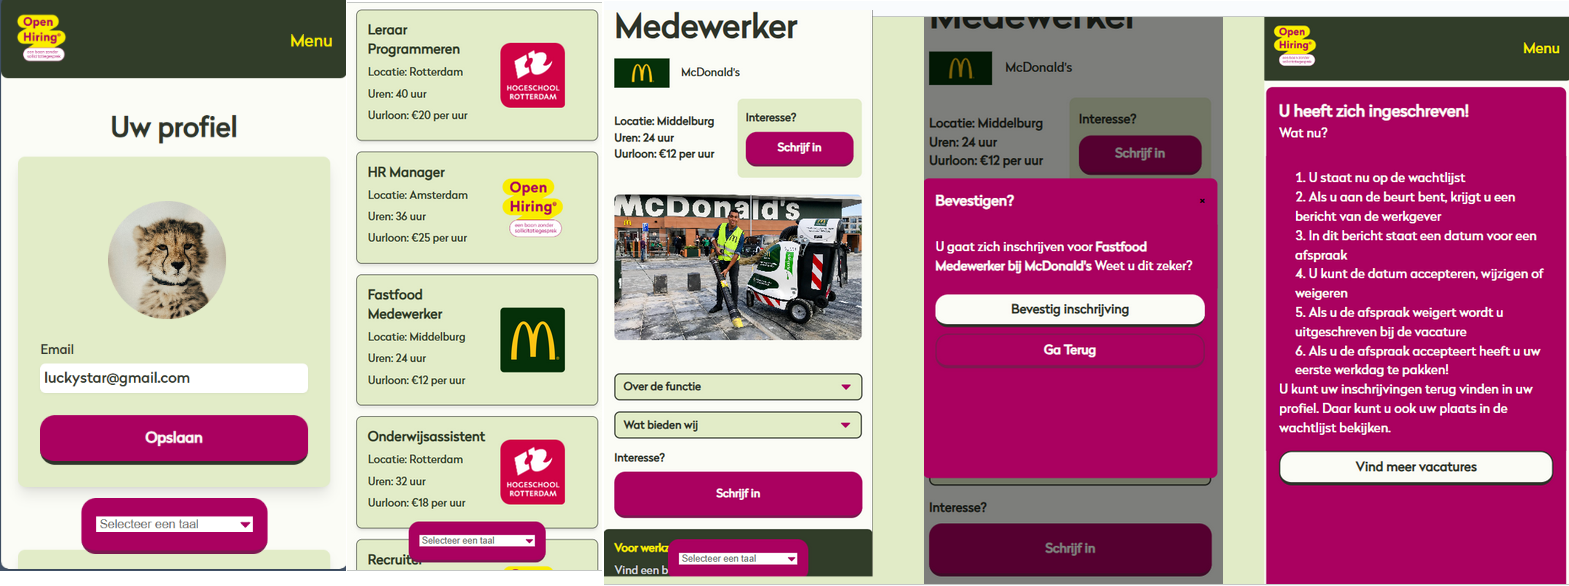 Open
Hiring®
een baan zonder
sollicitatiegesprek
Menu
Uw profiel
Email
luckystar@gmail.com
Opslaan
Selecteer een taal
Leraar
Programmeren
Locatie: Rotterdam
Uren: 40 uur
Uurloon: €20 per uur
HOGESCHOOL
ROTTERDAM
HR Manager
Locatie: Amsterdam
Uren: 36 uur
Uurloon: €25 per uur
Open
Hiring®
een baan zonder
sollicitatiegesprek
Fastfood
Medewerker
Locatie: Middelburg
Uren: 24 uur
Uurloon: €12 per uur
Onderwijsassistent
Locatie: Rotterdam
Uren: 32 uur
Uurloon: €18 per uur
HOGESCHOOL
ROTTERDAM
Recruiter
Selecteer een taal
Medewerker
McDonald's
Locatie: Middelburg
Uren: 24 uur
Uurloon: €12 per uur
Interesse?
Schrijf in
McDonald's
Over de functie
Wat bieden wij
Interesse?
Schrijf in
Voor werkz
Vind een b
Selecteer een taal
Medewerker
McDonald's
Locatie: Middelburg
Uren: 24 uur
Uurloon: €12 per uur
Interesse?
Schrijf in
Bevestigen?
×
U gaat zich inschrijven voor Fastfood
Medewerker bij McDonald's Weet u dit zeker?
Bevestig inschrijving
Ga Terug
Interesse?
Schrijf in
Open
Hiring®
een baan zonder
sollicitatiegesprek
Menu
U heeft zich ingeschreven!
Wat nu?
1. U staat nu op de wachtlijst
2. Als u aan de beurt bent, krijgt u een
bericht van de werkgever
3. In dit bericht staat een datum voor een
afspraak
4. U kunt de datum accepteren, wijzigen of
weigeren
5. Als u de afspraak weigert wordt u
uitgeschreven bij de vacature
6. Als u de afspraak accepteert heeft u uw
eerste werkdag te pakken!
U kunt uw inschrijvingen terug vinden in uw
profiel. Daar kunt u ook uw plaats in de
wachtlijst bekijken.
Vind meer vacatures